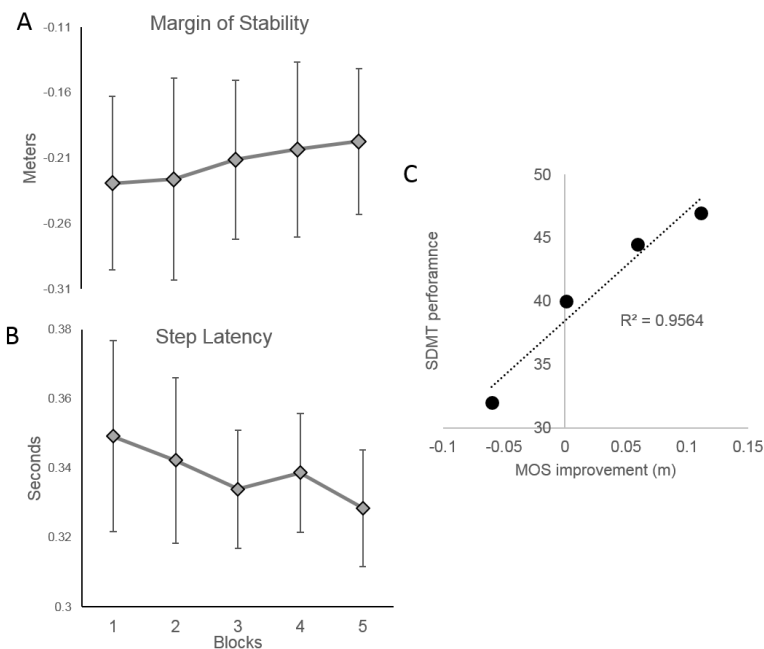 A
Margin of Stability
-0.11
-0.16
-0.21
-0.26
-0.31
Meters
B
Step Latency
0.38
0.36
0.34
0.32
0.3
Seconds
1 2 3 4 5
Blocks
C
50
45
40
35
30
SDMT perforamnce
R² = 0.9564
-0.1 -0.05 0 0.05 0.1 0.15
MOS improvement (m)